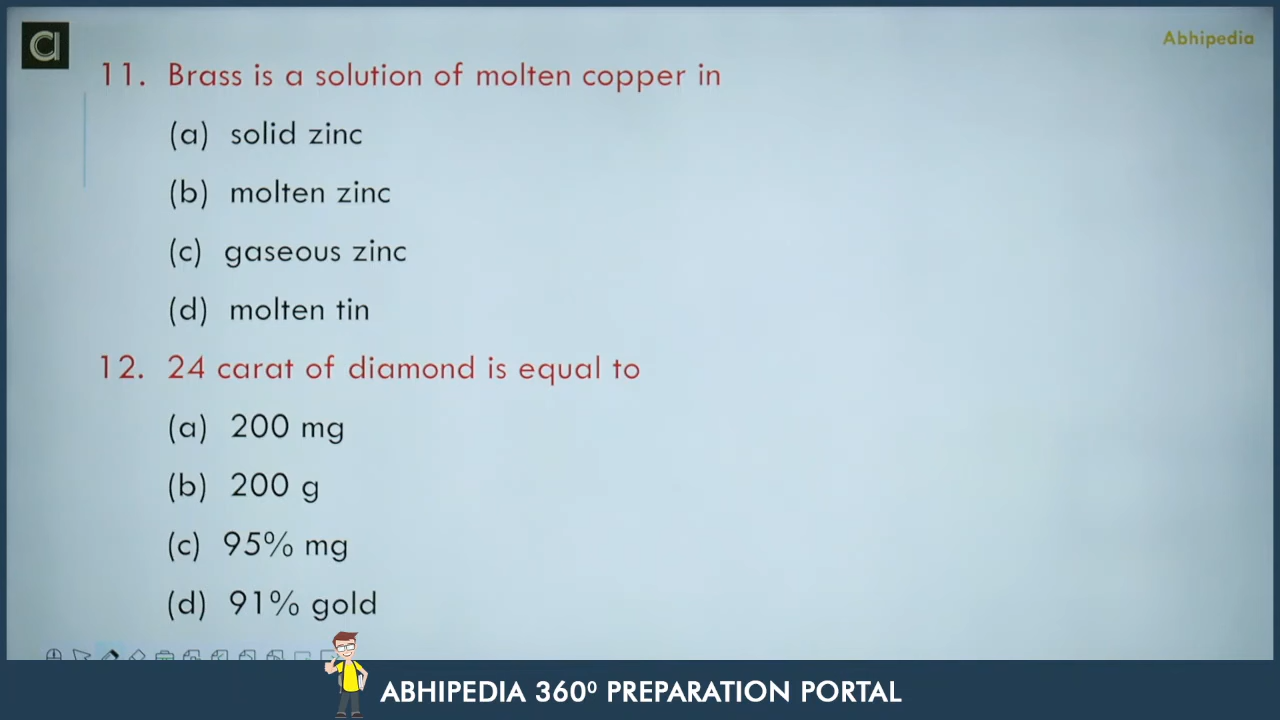 Abhipedia
11. Brass is a solution of molten copper in
(a) solid zinc
(b) molten zinc
(c) gaseous zinc
(d) molten tin
12. 24 carat of diamond is equal to
(a) 200 mg
(b) 200 g
(c) 95% mg
(d) 91% gold
ABHIPEDIA 360⁰ PREPARATION PORTAL